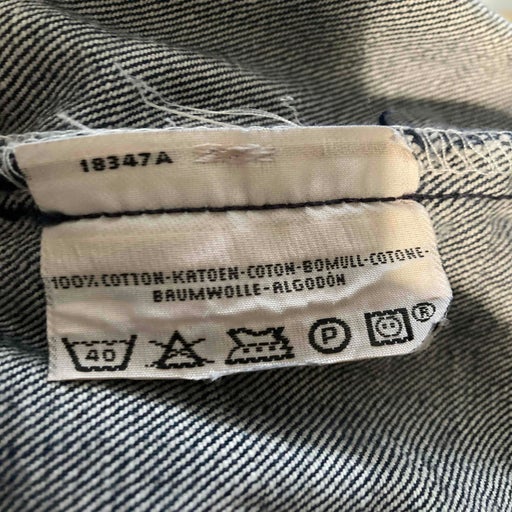 18347A
100% COTTON-KATOEN-COTON-BOMULL-COTONE-
BAUMWOLLE-ALGODÓN
40 P ®